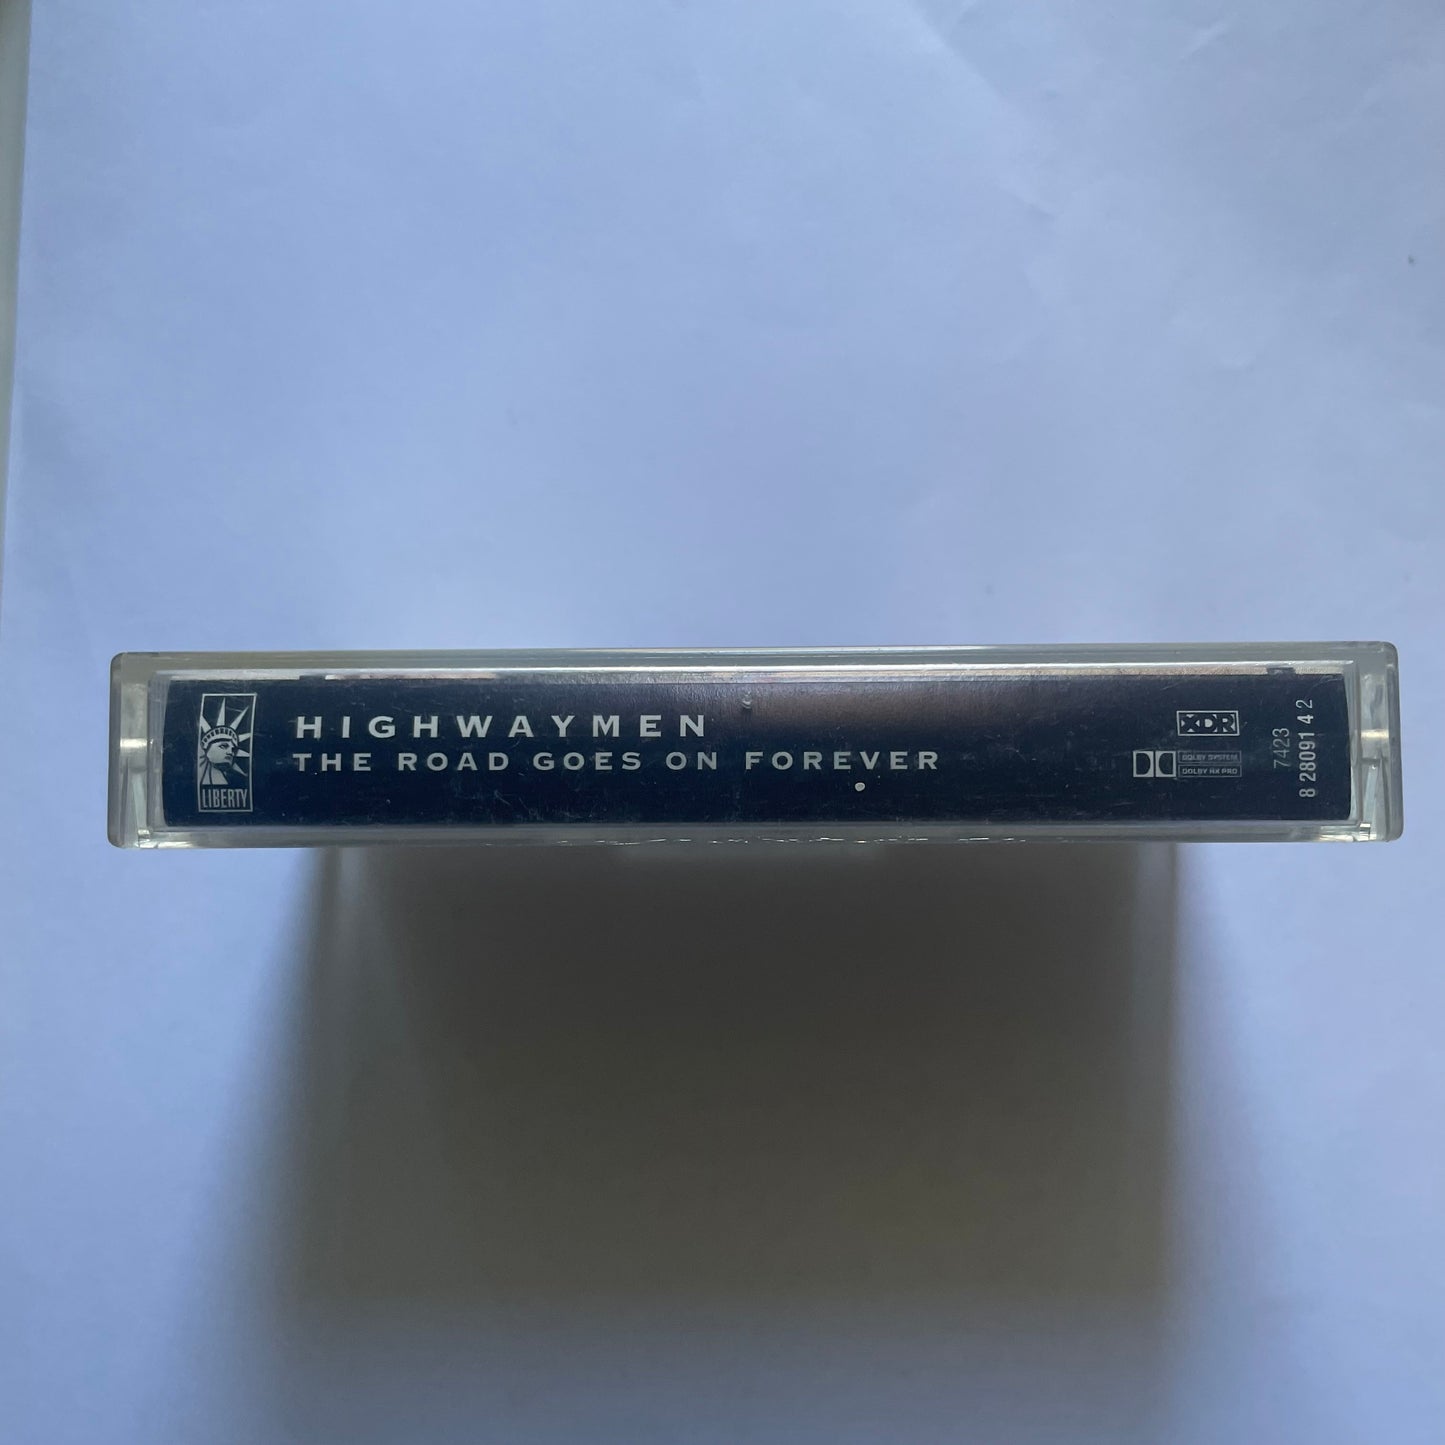 LIBERTY
HIGHWAYMEN
THE ROAD GOES ON FOREVER
XDR
DOLBY SYSTEM
DOLBY HX PRO
7423
8 28091 4 2